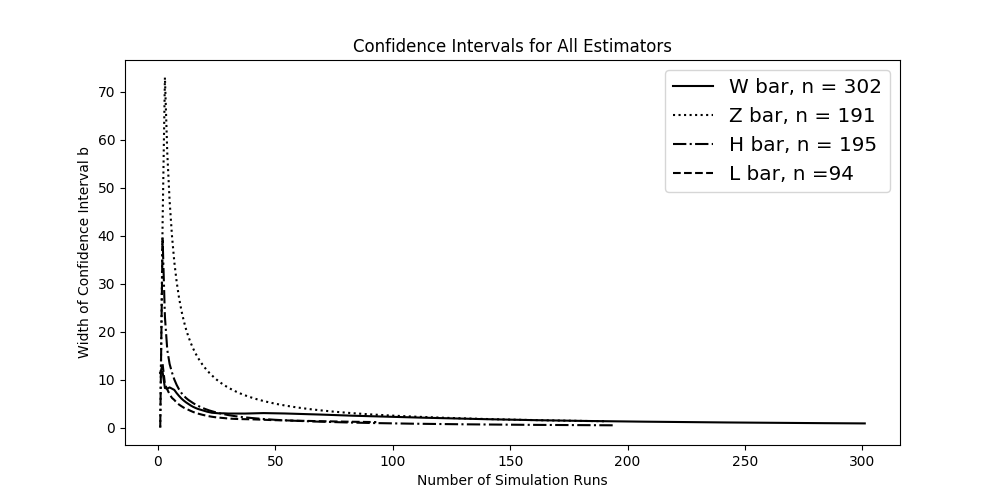 Confidence Intervals for All Estimators
W bar, n = 302
Z bar, n = 191
H bar, n = 195
L bar, n =94
Width of Confidence Interval b
70
60
50
40
30
20
10
0
0 50 100 150 200 250 300
Number of Simulation Runs